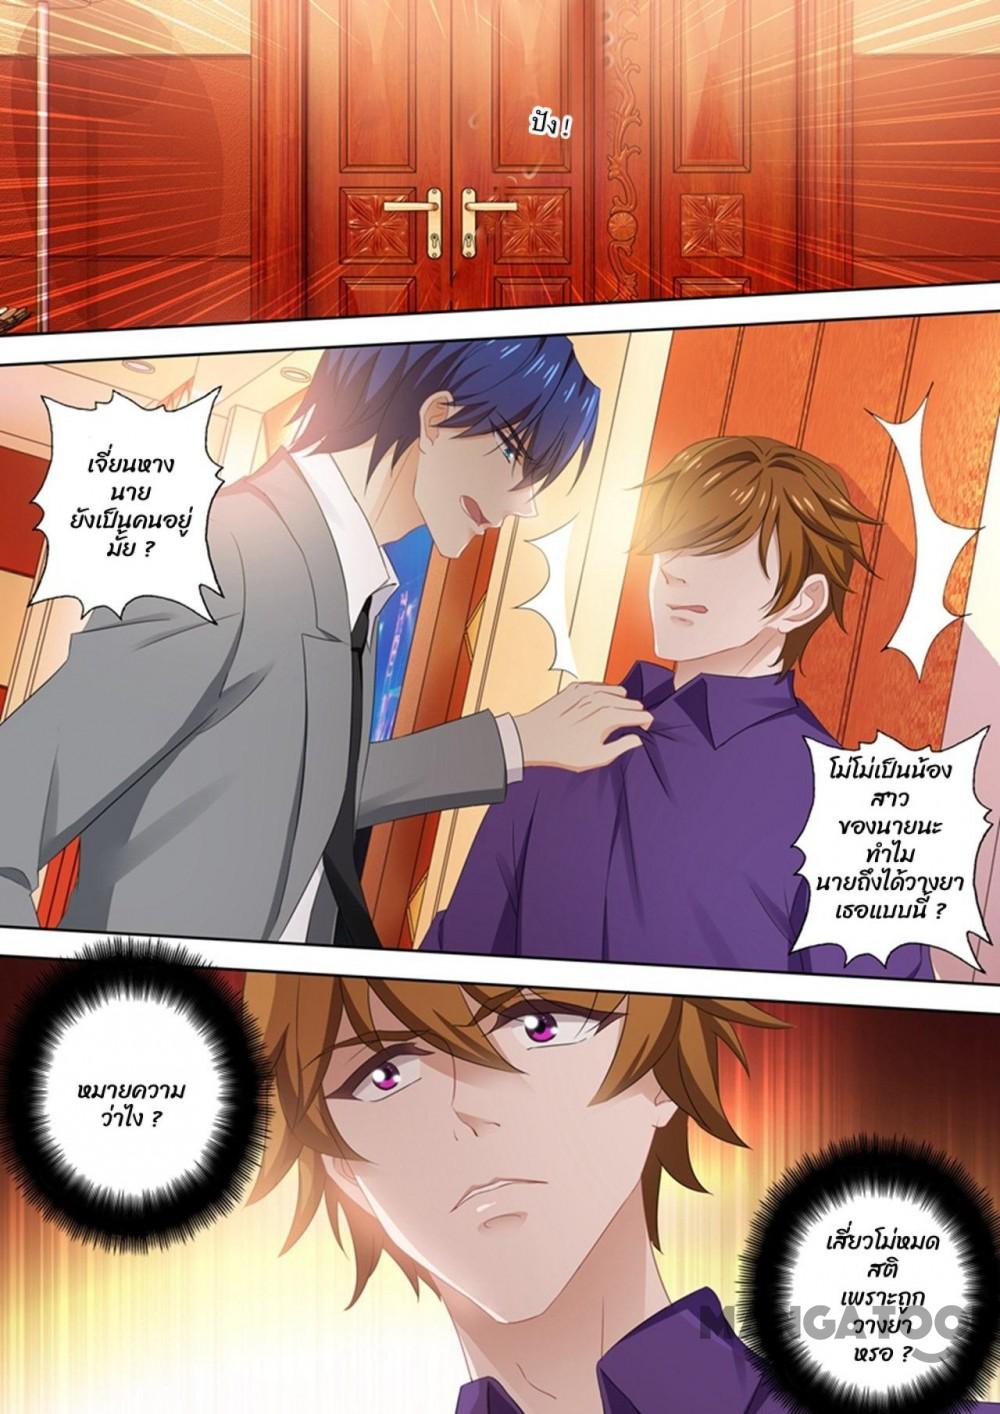 ปัง!
เจี่ยนหาง
นาย
ยังเป็นคนอยู่
มั้ย ?
โม่โม่เป็นน้อง
สาว
ของนายนะ
ทำไม
นายถึงได้วางยา
เธอแบบนี้ ?
หมายความ
ว่าไง ?
เสี่ยวโม่หมด
สติ
เพราะถูก
วางยา
หรอ ?
MANGATOON